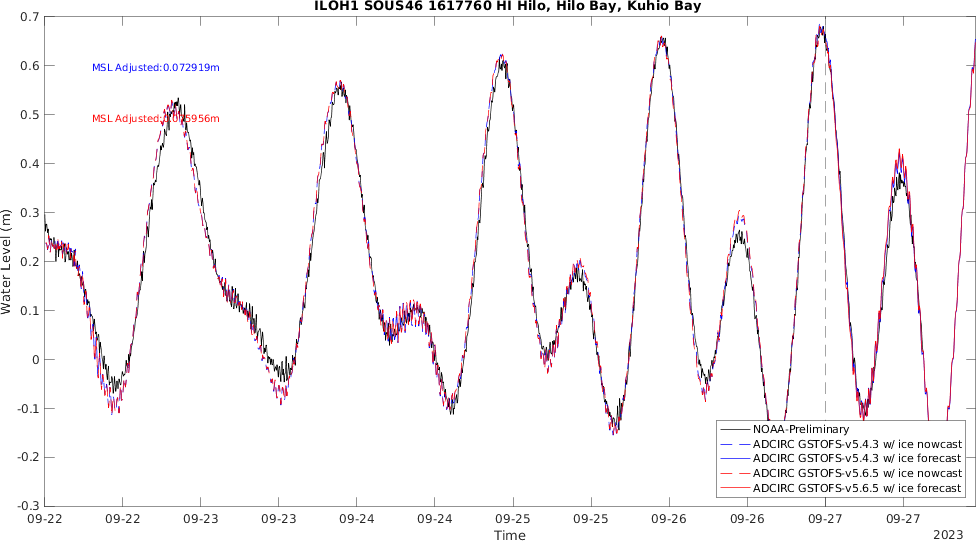 ILOH1 SOUS46 1617760 HI Hilo, Hilo Bay, Kuhio Bay
0.7
0.6
0.5
0.4
0.3
0.2
0.1
0
-0.1
-0.2
-0.3
Water Level (m)
MSL Adjusted:0.072919m
MSL Adjusted:
NOAA-Preliminary
ADCIRC GSTOFS-v5.4.3 w/ ice nowcast
ADCIRC GSTOFS-v5.4.3 w/ ice forecast
ADCIRC GSTOFS-v5.6.5 w/ ice nowcast
ADCIRC GSTOFS-v5.6.5 w/ ice forecast
09-22 09-22 09-23 09-23 09-24 09-24 09-25 09-25 09-26 09-26 09-27 09-27
Time
2023